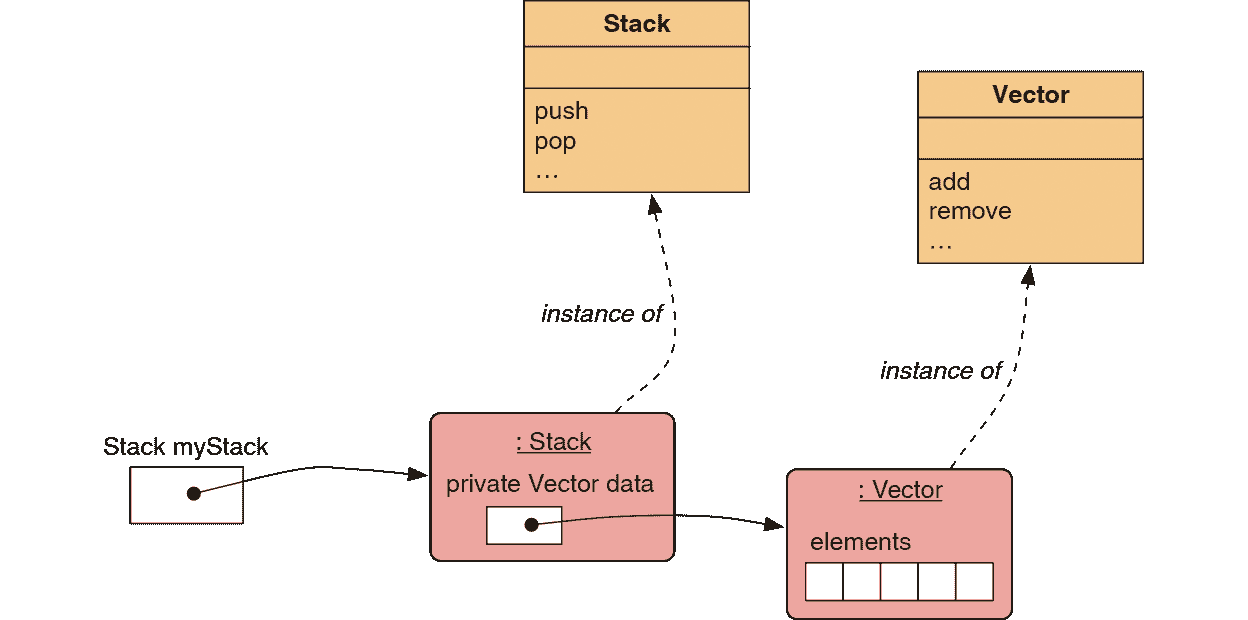 Stack
push
pop
…
Vector
add
remove
…
instance of
instance of
Stack myStack
: Stack
private Vector data
: Vector
elements